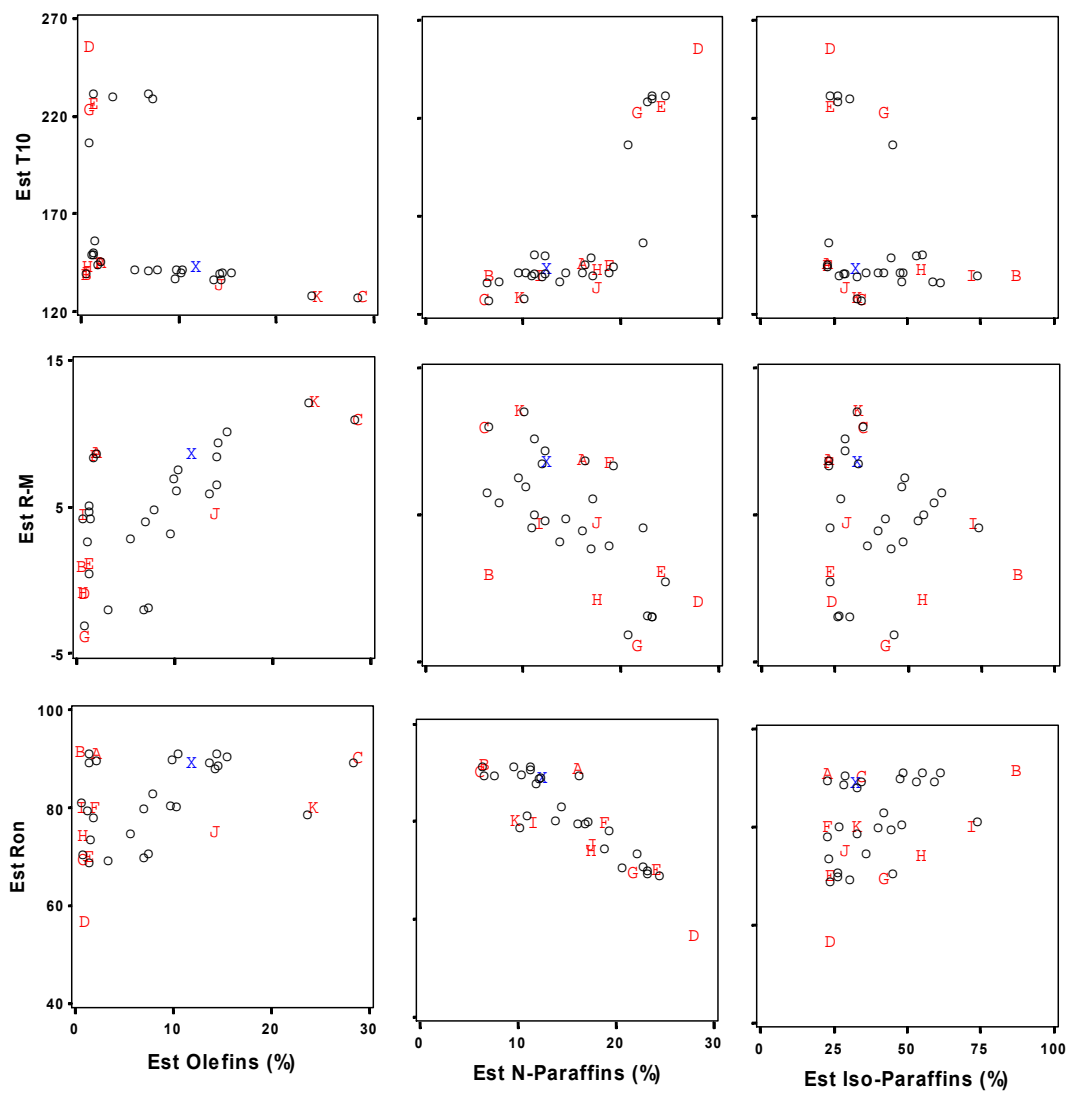 270
D
Est T10
220
E
G
170
H
X
J
K C
120
D
E
G
A H F
X
B I
J
C K
D
E
G
A X H
I B
J
K C
15
K
C
A X
Est R-M
5
I J
B E
H D
G
-5
K
C
A X F
I J
B E
H D
G
K
C
A X
J I
E B
D H
G
100
B A C
X
Est Ron
80
I F K
H J
G E
60
D
40
0 10 20 30
Est Olefins (%)
B
C A
X
K I F
J
H
G E
D
0 10 20 30
Est N-Paraffins (%)
A C B
X
F K I
J H
E G
D
0 25 50 75 100
Est Iso-Paraffins (%)